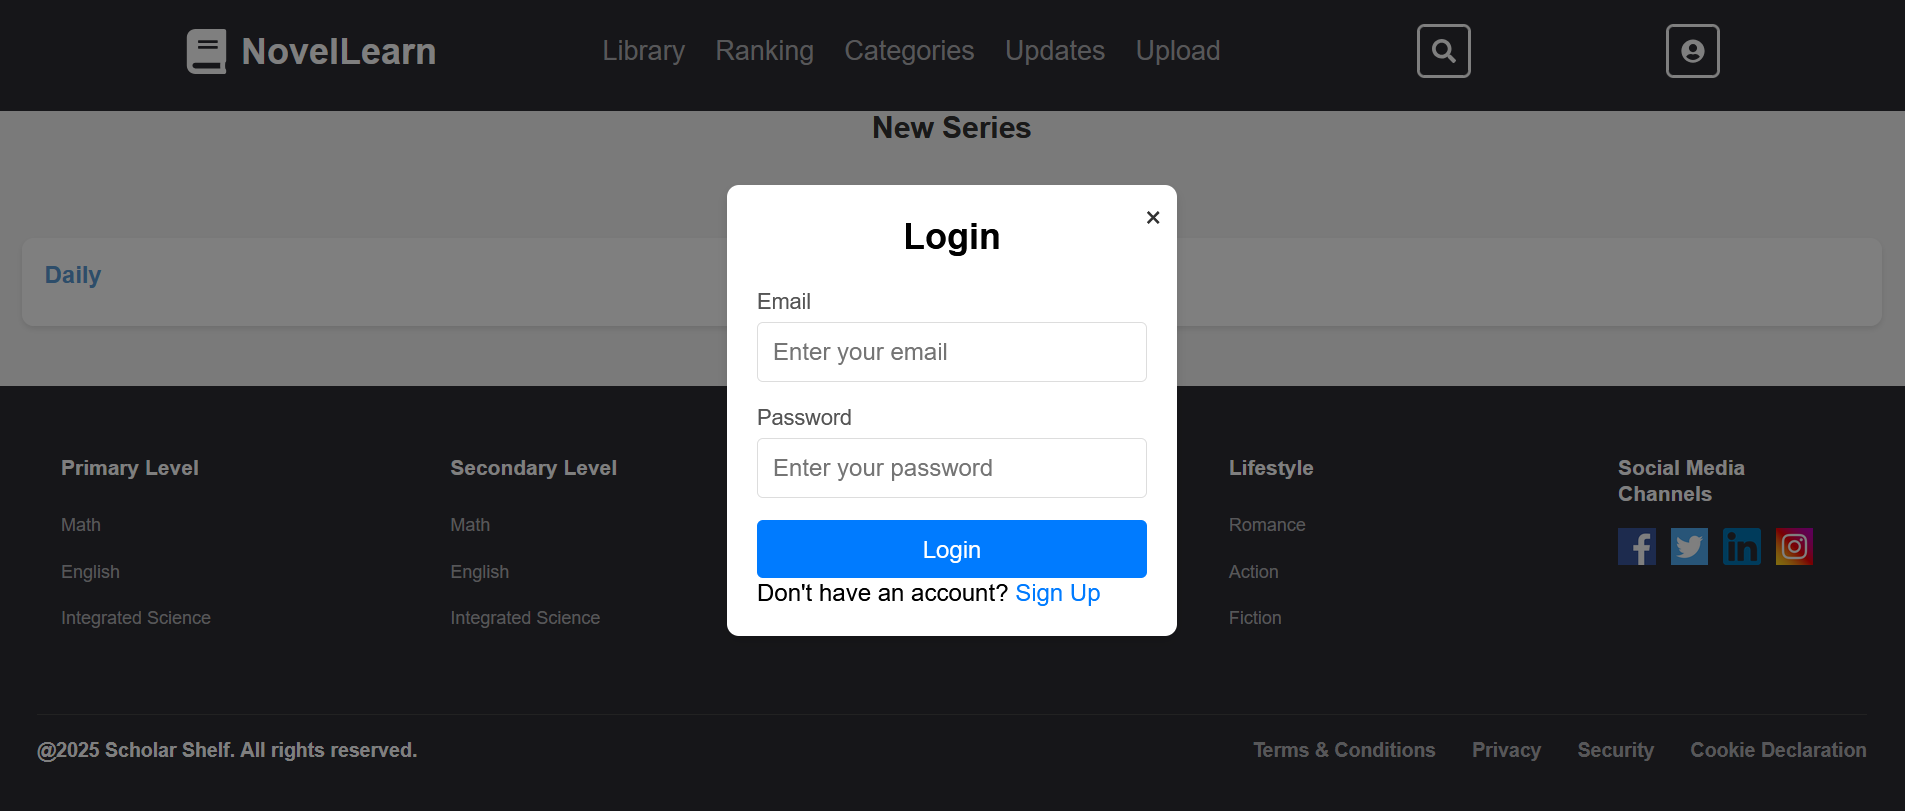 NovelLearn
Library Ranking Categories Updates Upload
New Series
Daily
×
Login
Email
Enter your email
Password
Enter your password
Login
Don't have an account? Sign Up
Primary Level
Math
English
Integrated Science
Secondary Level
Math
English
Integrated Science
Lifestyle
Romance
Action
Fiction
Social Media
Channels
@2025 Scholar Shelf. All rights reserved.
Terms & Conditions Privacy Security Cookie Declaration